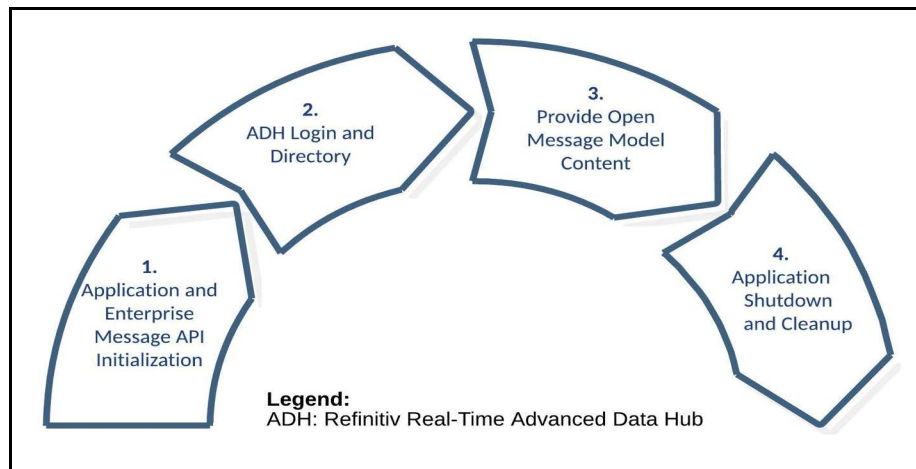 1.
Application and
Enterprise
Message API
Initialization
2.
ADH Login and
Directory
3.
Provide Open
Message Model
Content
4.
Application
Shutdown
and Cleanup
Legend:
ADH: Refinitiv Real-Time Advanced Data Hub